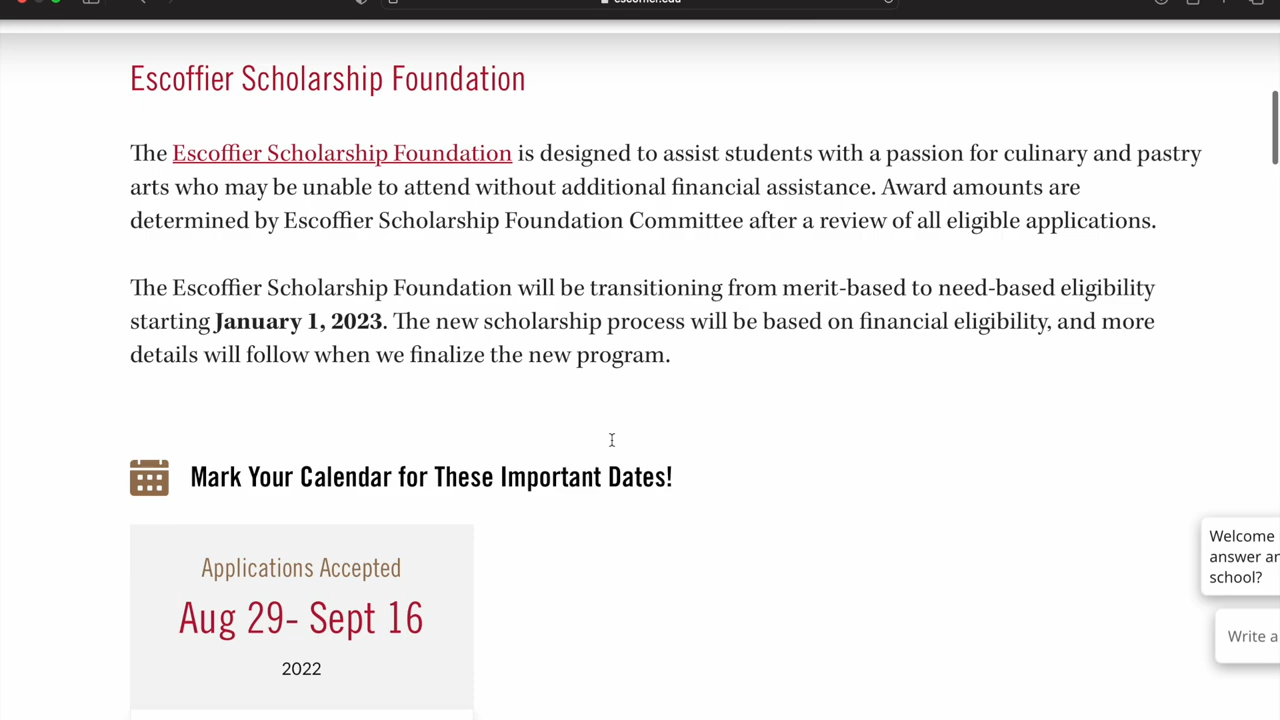 Escoffier Scholarship Foundation
The Escoffier Scholarship Foundation is designed to assist students with a passion for culinary and pastry
arts who may be unable to attend without additional financial assistance. Award amounts are
determined by Escoffier Scholarship Foundation Committee after a review of all eligible applications.
The Escoffier Scholarship Foundation will be transitioning from merit-based to need-based eligibility
starting January 1, 2023. The new scholarship process will be based on financial eligibility, and more
details will follow when we finalize the new program.
Mark Your Calendar for These Important Dates!
Applications Accepted
Aug 29- Sept 16
2022
Welcome
answer
school?
Write a